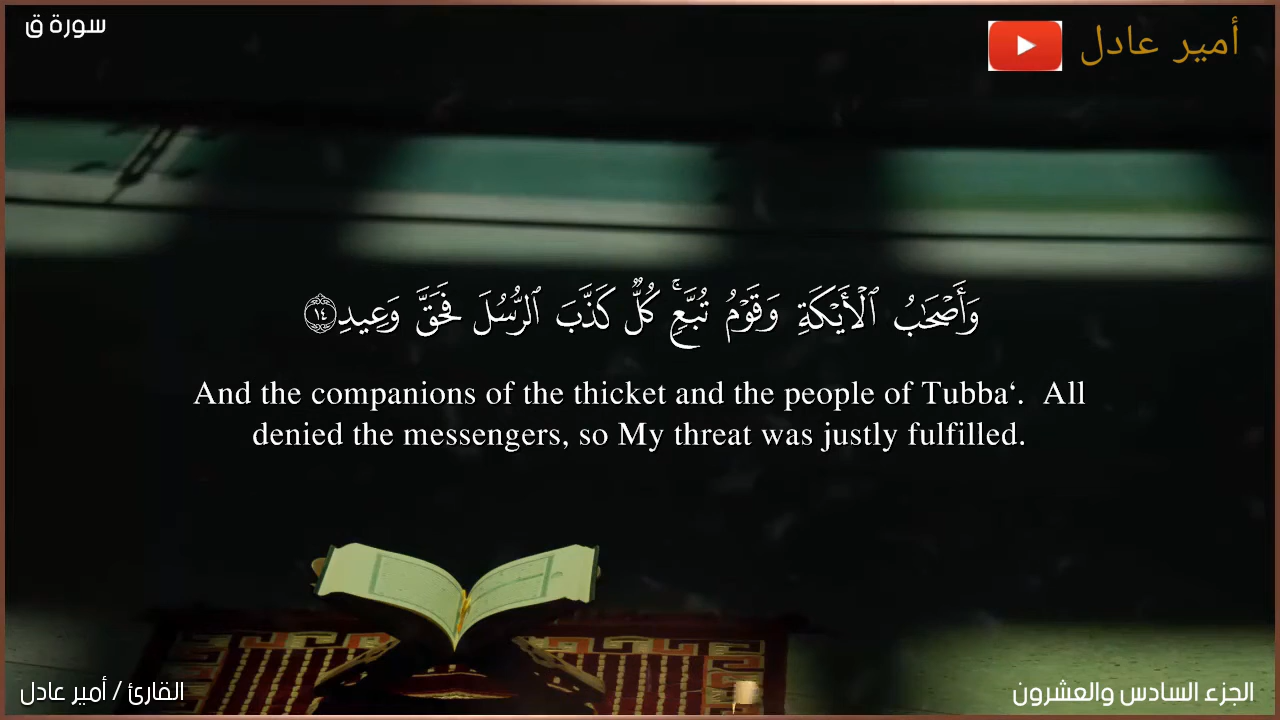 سورة ق
أمير عادل
وَأَصْحَٰبُ ٱلْأَيْكَةِ وَقَوْمُ تُبَّعٍۚ كُلٌّ كَذَّبَ ٱلرُّسُلَ فَحَقَّ وَعِيدِ ١٤
And the companions of the thicket and the people of Tubba‘.  All
denied the messengers, so My threat was justly fulfilled.
القارئ / أمير عادل
الجزء السادس والعشرون